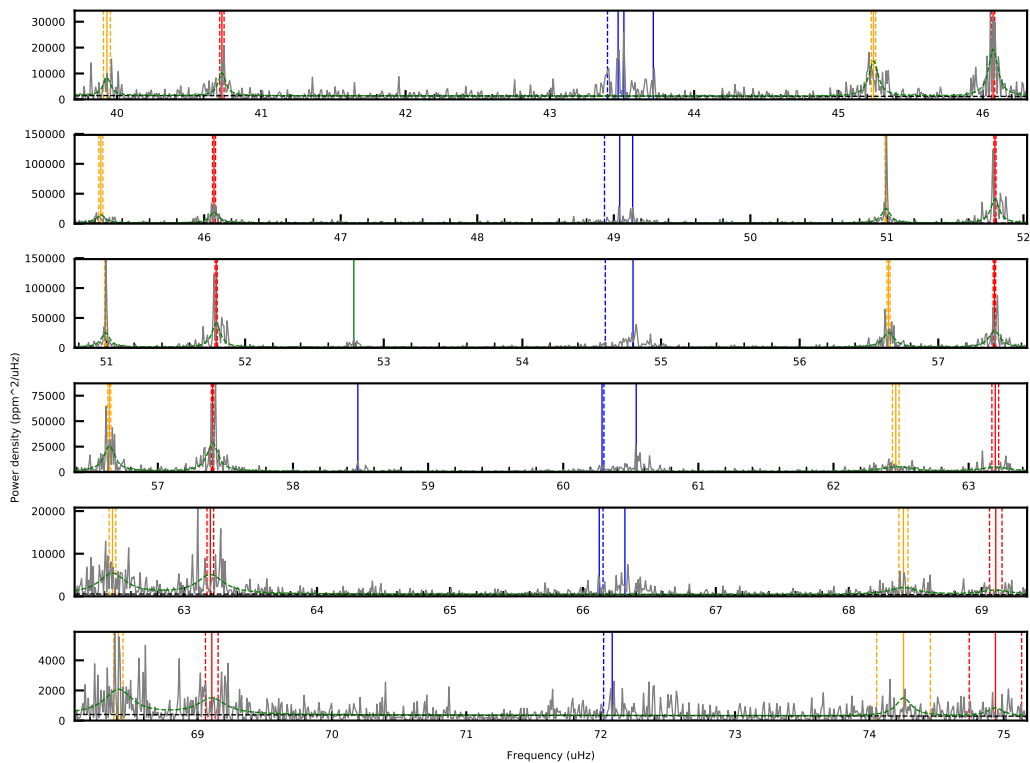 30000
20000
10000
0
40 41 42 43 44 45 46
150000
100000
50000
0
46 47 48 49 50 51 52
150000
100000
50000
0
51 52 53 54 55 56 57
75000
50000
25000
0
57 58 59 60 61 62 63
20000
10000
0
63 64 65 66 67 68 69
4000
2000
0
69 70 71 72 73 74 75
Power density (ppm^2/uHz)
Frequency (uHz)